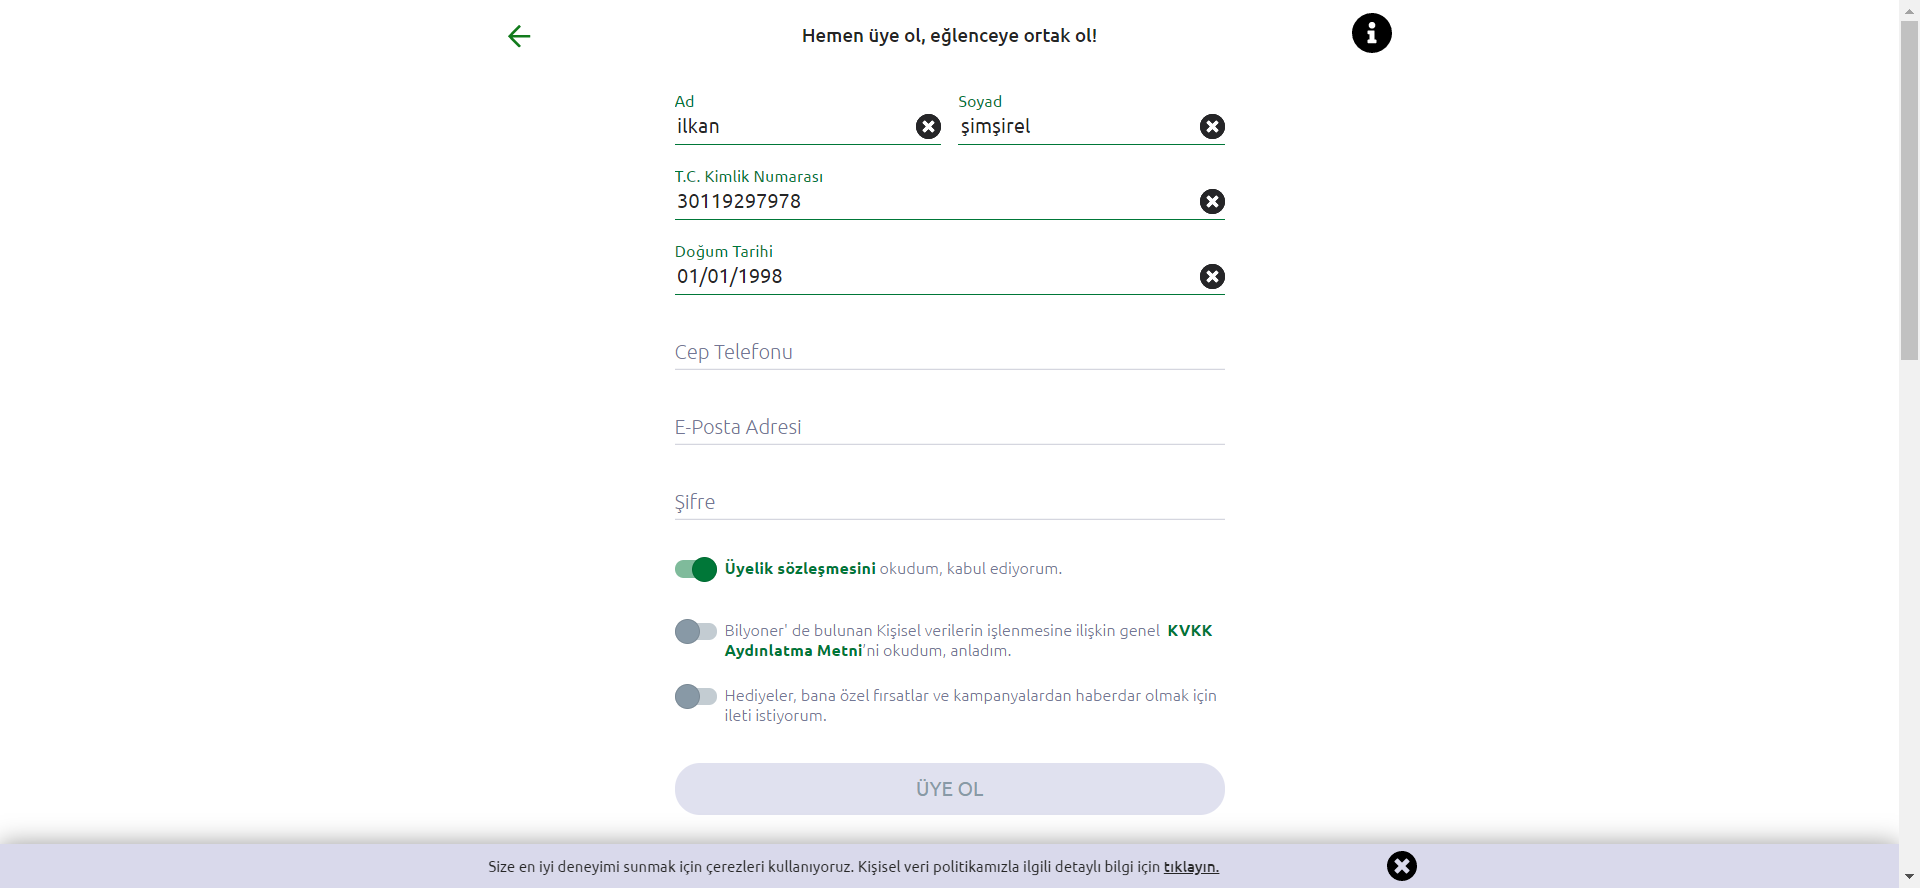 Hemen üye ol, eğlenceye ortak ol!
Ad
ilkan
Soyad
şimşirel
T.C. Kimlik Numarası
30119297978
Doğum Tarihi
01/01/1998
Cep Telefonu
E-Posta Adresi
Şifre
Üyelik sözleşmesini okudum, kabul ediyorum.
Bilyoner' de bulunan Kişisel verilerin işlenmesine ilişkin genel KVKK
Aydınlatma Metni’ni okudum, anladım.
Hediyeler, bana özel fırsatlar ve kampanyalardan haberdar olmak için
ileti istiyorum.
ÜYE OL
Size en iyi deneyimi sunmak için çerezleri kullanıyoruz. Kişisel veri politikamızla ilgili detaylı bilgi için tıklayın.